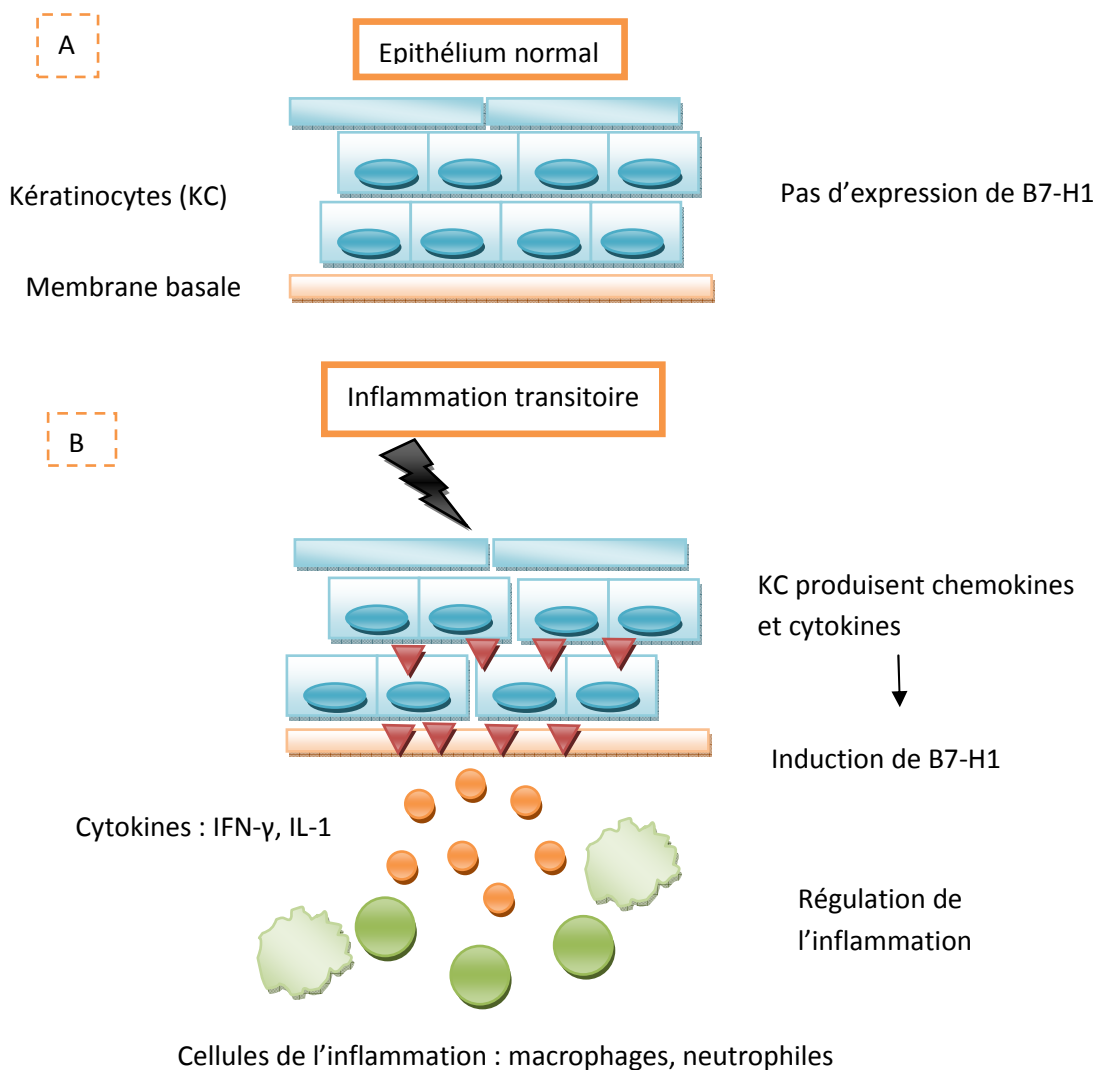 A
Epithélium normal
Kératinocytes (KC)
Pas d'expression de B7-H1
Membrane basale
Inflammation transitoire
B
KC produisent chemokines
et cytokines
Induction de B7-H1
Cytokines : IFN-γ, IL-1
Régulation de
l'inflammation
Cellules de l'inflammation : macrophages, neutrophiles